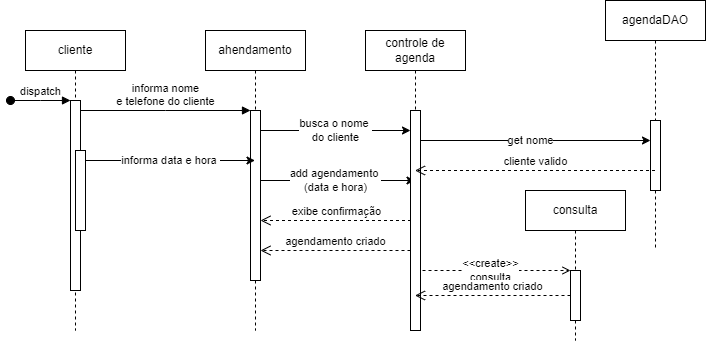 agendaDAO
cliente
ahendamento
controle de
agenda
dispatch
informa nome
e telefone do cliente
busca o nome
do cliente
get nome
informa data e hora
cliente valido
add agendamento
(data e hora)
exibe confirmação
consulta
agendamento criado
<<create>>
consulta
agendamento criado